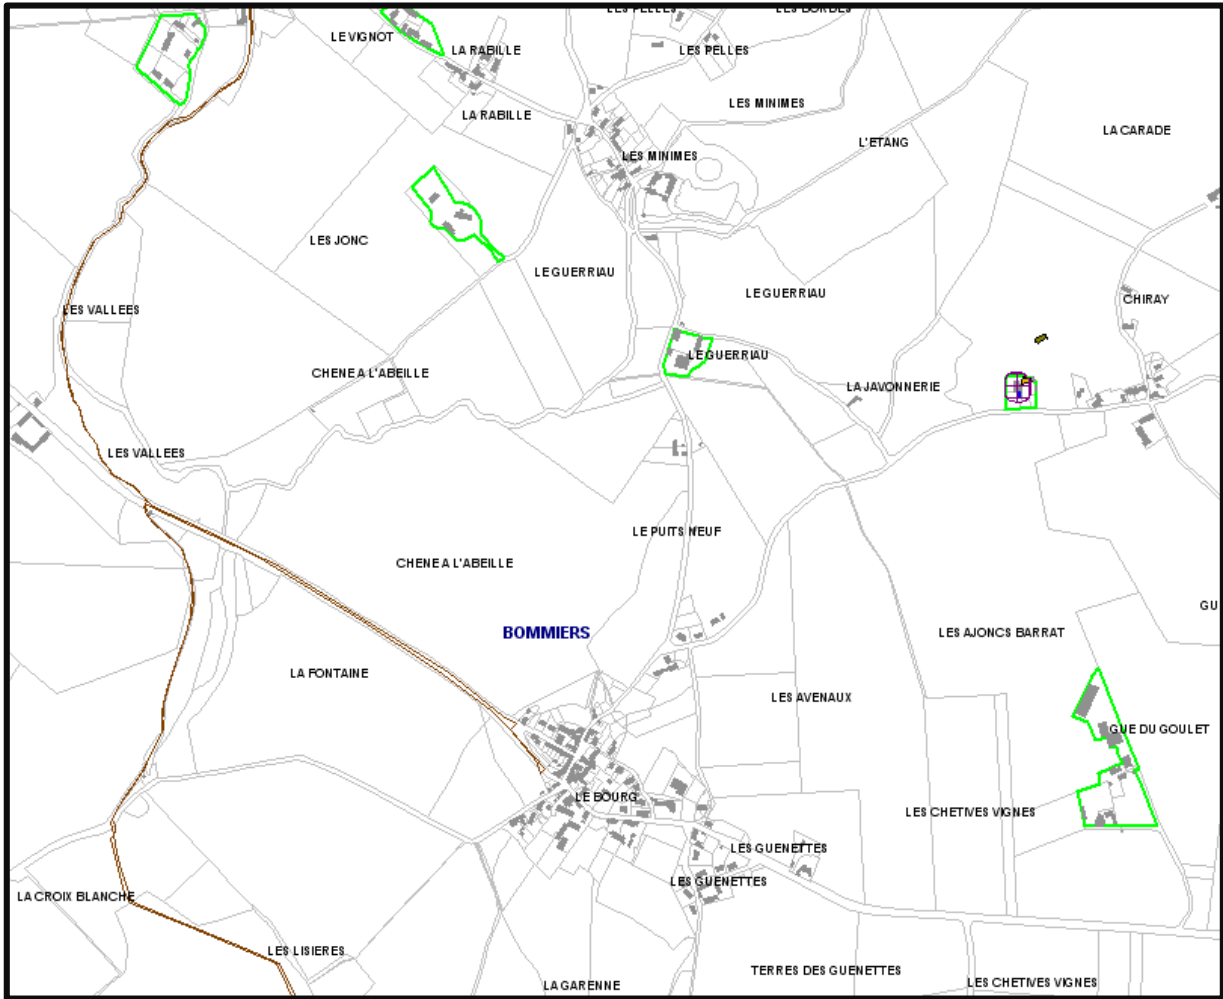 LES PELLES
LES BORDES
LE VIGNOT
LA RABILLE
LES PELLES
LES MINIMES
LA RABILLE
LA CARADE
L'ETANG
LES MINIMES
LES JONC
LE GUERRIAU
LE GUERRIAU
CHIRAY
LES VALLEES
LE GUERRIAU
CHENE A L'ABEILLE
LA JAVONNERIE
LES VALLEES
LE PUITS NEUF
CHENE A L'ABEILLE
GU
BOMMIERS
LES AJONCS BARRAT
LA FONTAINE
LES AVENAUX
GUE DU GOULET
LE BOURG
LES CHETIVES VIGNES
LES GUENETTES
LES GUENETTES
LA CROIX BLANCHE
LES LISIERES
TERRES DES GUENETTES
LES CHETIVES VIGNES
LA GARENNE